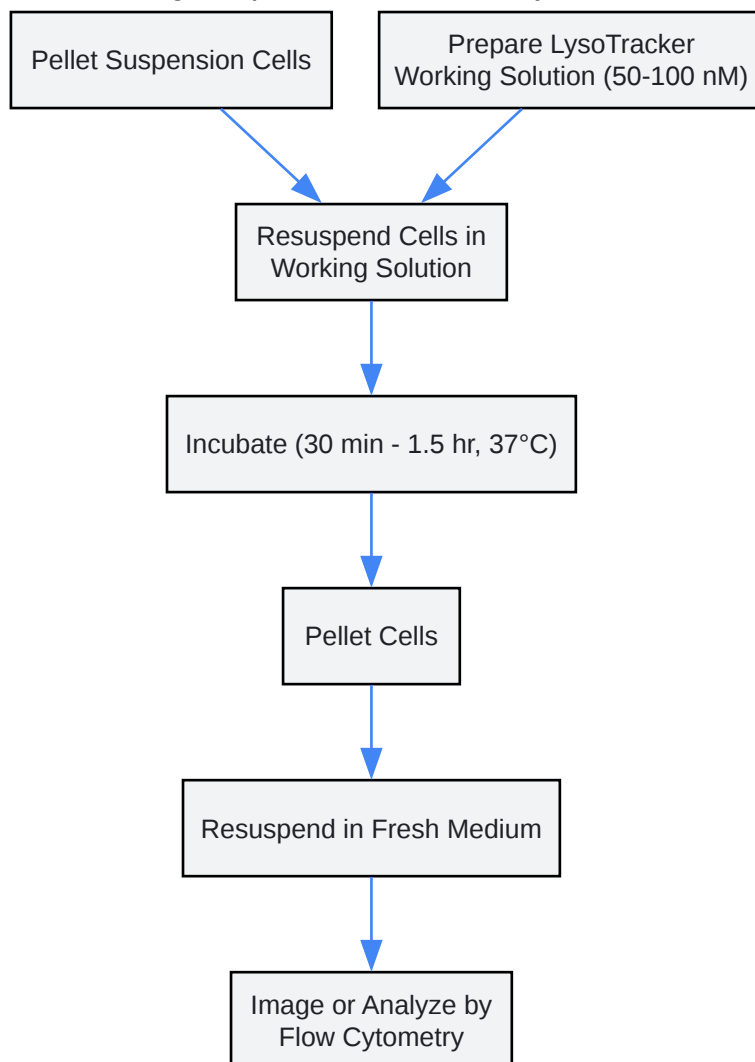 Pellet Suspension Cells
Prepare LysoTracker
Working Solution (50-100 nM)
Resuspend Cells in
Working Solution
Incubate (30 min - 1.5 hr, 37°C)
Pellet Cells
Resuspend in Fresh Medium
Image or Analyze by
Flow Cytometry